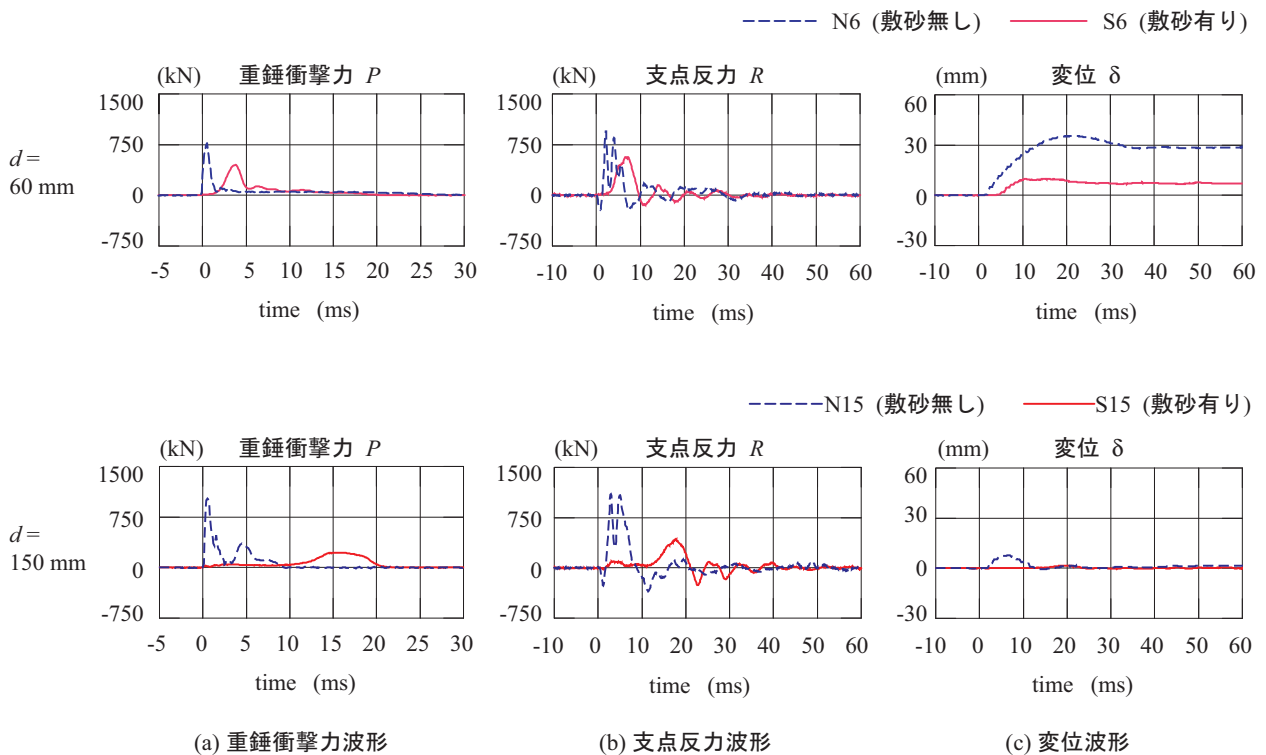 N6 (敷砂無し) S6 (敷砂有り)
(kN) 重錘衝撃力 P (kN) 支点反力 R (mm) 変位 δ
1500 1500 60
750 750 30
d =
60 mm
0 0 0
-750 -750 -30
-5 0 5 10 15 20 25 30 -10 0 10 20 30 40 50 60 -10 0 10 20 30 40 50 60
time (ms) time (ms) time (ms)
N15 (敷砂無し) S15 (敷砂有り)
(kN) 重錘衝撃力 P (kN) 支点反力 R (mm) 変位 δ
1500 1500 60
750 750 30
d =
150 mm
0 0 0
-750 -750 -30
-5 0 5 10 15 20 25 30 -10 0 10 20 30 40 50 60 -10 0 10 20 30 40 50 60
time (ms) time (ms) time (ms)
(a) 重錘衝撃力波形 (b) 支点反力波形 (c) 変位波形